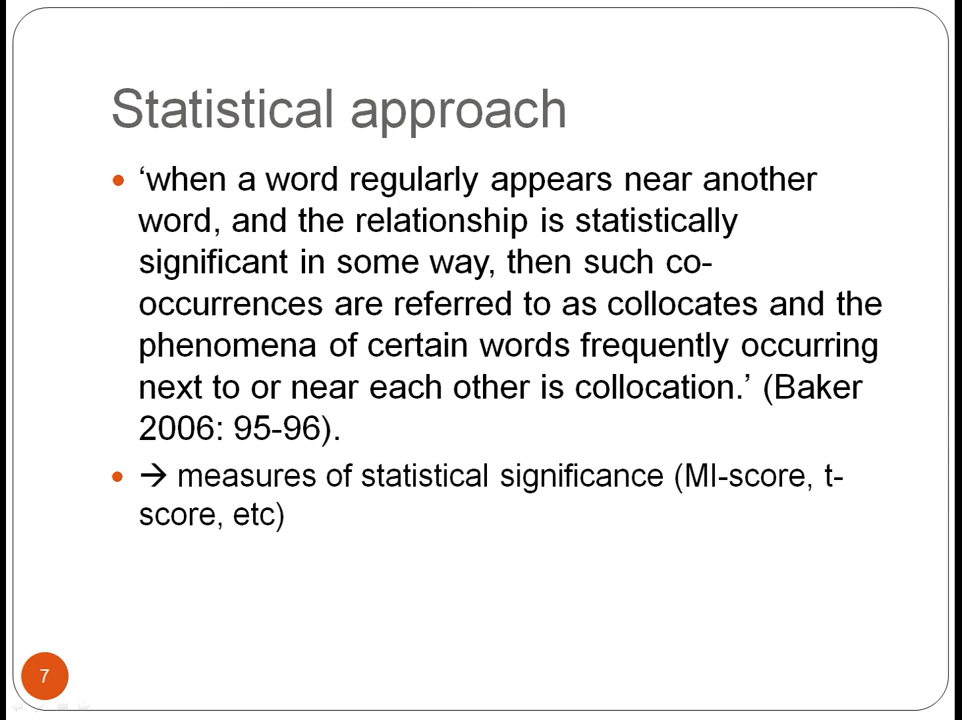 Statistical approach
• ‘when a word regularly appears near another
word, and the relationship is statistically
significant in some way, then such co-
occurrences are referred to as collocates and the
phenomena of certain words frequently occurring
next to or near each other is collocation.’ (Baker
2006: 95-96).
• → measures of statistical significance (MI-score, t-
score, etc)
7